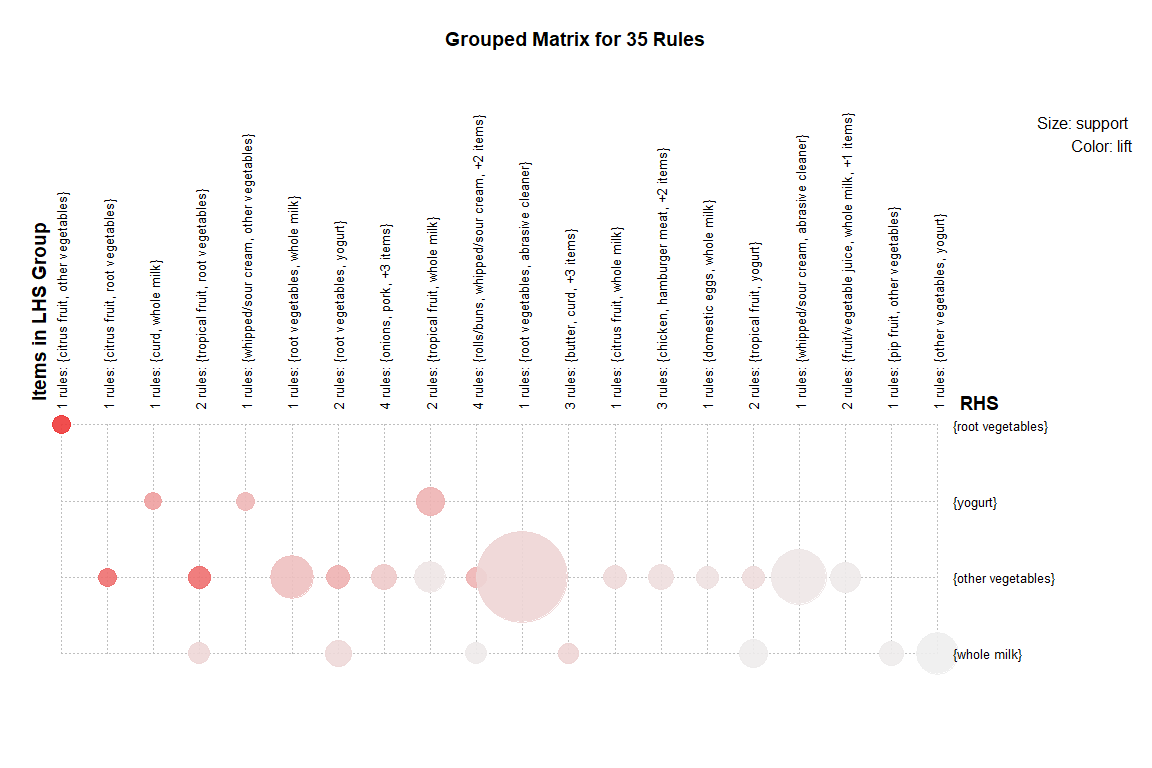 Grouped Matrix for 35 Rules
Size: support
Color: lift
Items in LHS Group
1 rules: {citrus fruit, other vegetables}
1 rules: {citrus fruit, root vegetables}
1 rules: {curd, whole milk}
2 rules: {tropical fruit, root vegetables}
1 rules: {whipped/sour cream, other vegetables}
1 rules: {root vegetables, whole milk}
2 rules: {root vegetables, yogurt}
4 rules: {onions, pork, +3 items}
2 rules: {tropical fruit, whole milk}
4 rules: {rolls/buns, whipped/sour cream, +2 items}
1 rules: {root vegetables, abrasive cleaner}
3 rules: {butter, curd, +3 items}
1 rules: {citrus fruit, whole milk}
3 rules: {chicken, hamburger meat, +2 items}
1 rules: {domestic eggs, whole milk}
2 rules: {tropical fruit, yogurt}
1 rules: {whipped/sour cream, abrasive cleaner}
2 rules: {fruit/vegetable juice, whole milk, +1 items}
1 rules: {pip fruit, other vegetables}
1 rules: {other vegetables, yogurt}
RHS
{root vegetables}
{yogurt}
{other vegetables}
{whole milk}